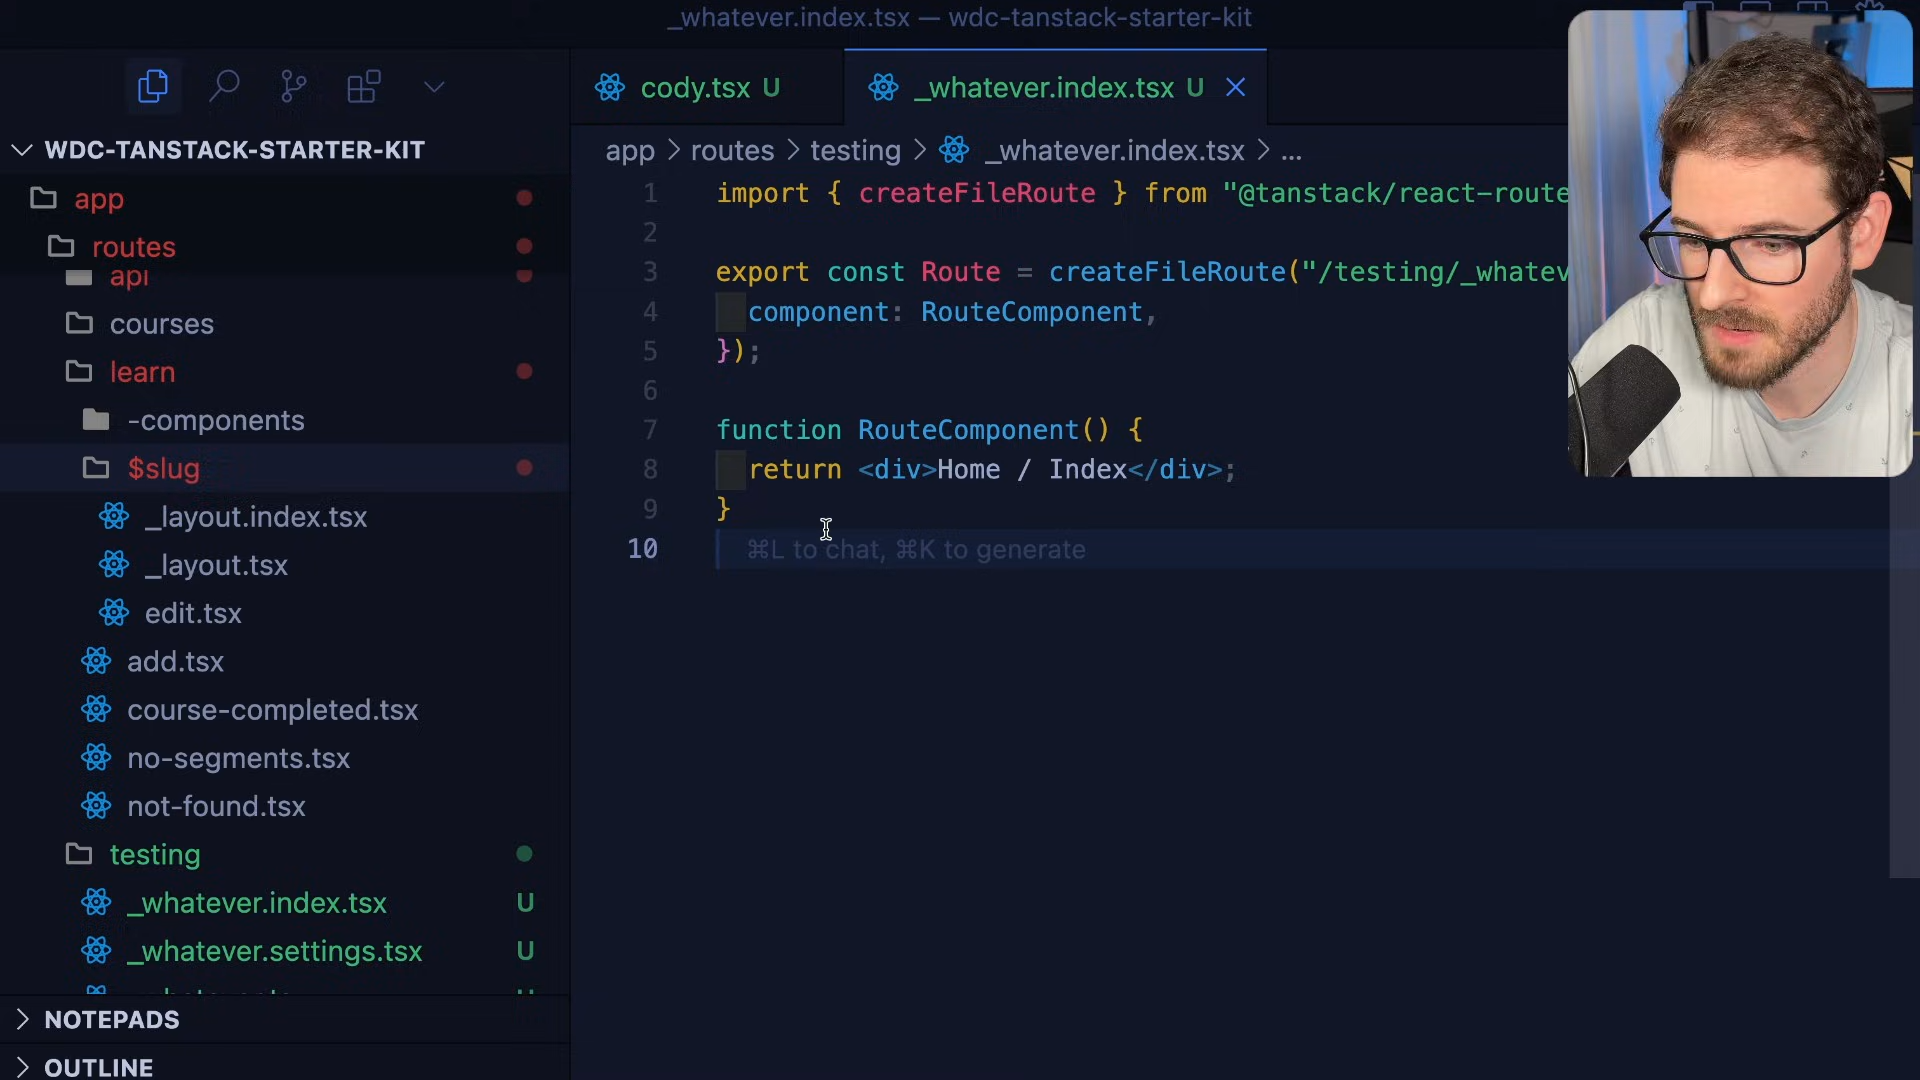 _whatever.index.tsx — wdc-tanstack-starter-kit
cody.tsx U
_whatever.index.tsx U
WDC-TANSTACK-STARTER-KIT
app
routes
api
courses
learn
-components
$slug
_layout.index.tsx
_layout.tsx
edit.tsx
add.tsx
course-completed.tsx
no-segments.tsx
not-found.tsx
testing
_whatever.index.tsx U
_whatever.settings.tsx U
NOTEPADS
OUTLINE
app > routes > testing > _whatever.index.tsx > ...
1 import { createFileRoute } from "@tanstack/react-route
2
3 export const Route = createFileRoute("/testing/_whatev
4 component: RouteComponent,
5 });
6
7 function RouteComponent() {
8 return <div>Home / Index</div>;
9 }
10 ⌘L to chat, ⌘K to generate